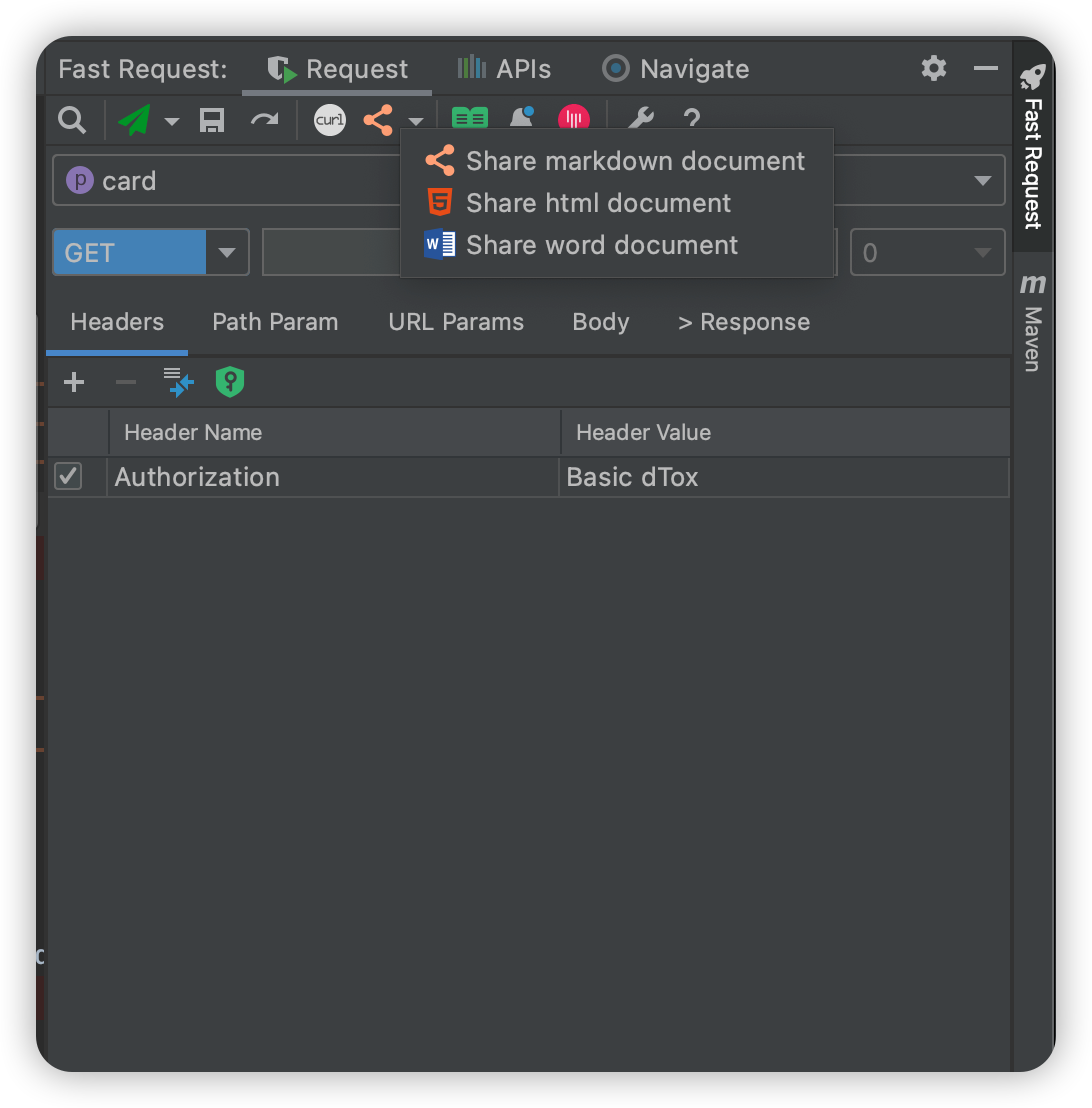 Fast Request: Request APIs Navigate
curl
Share markdown document
Share html document
W Share word document
p card
GET
0
Headers Path Param URL Params Body > Response
Header Name Header Value
Authorization Basic dTox
Fast Request
m Maven